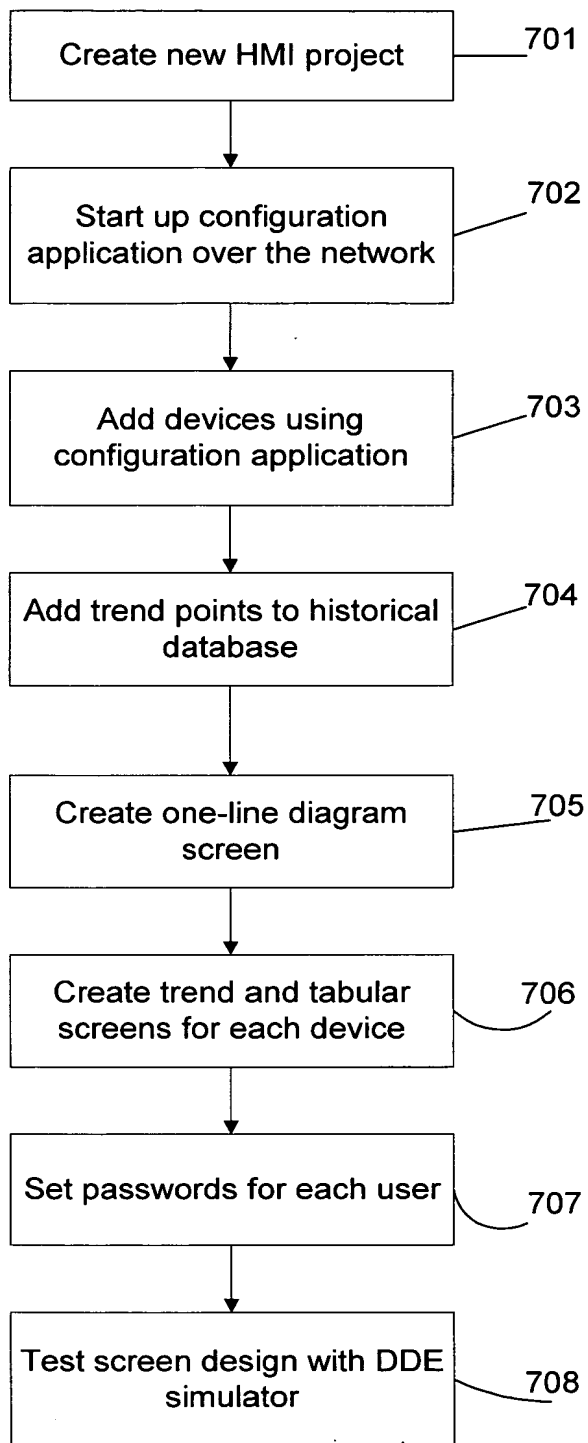 Create new HMI project
701
Start up configuration
application over the network
702
Add devices using
configuration application
703
Add trend points to historical
database
704
Create one-line diagram
screen
705
Create trend and tabular
screens for each device
706
Set passwords for each user
707
Test screen design with DDE
simulator
708